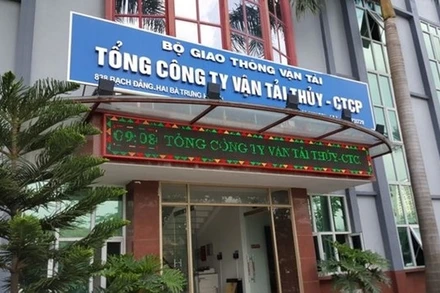 BỘ GIAO THÔNG VẬN TẢI
TỔNG CÔNG TY VẬN TẢI THỦY - CTCP
838 BẠCH ĐẰNG, HAI BÀ TRƯNG
09:08 TỔNG CÔNG TY VẬN TẢI THỦY-CTC